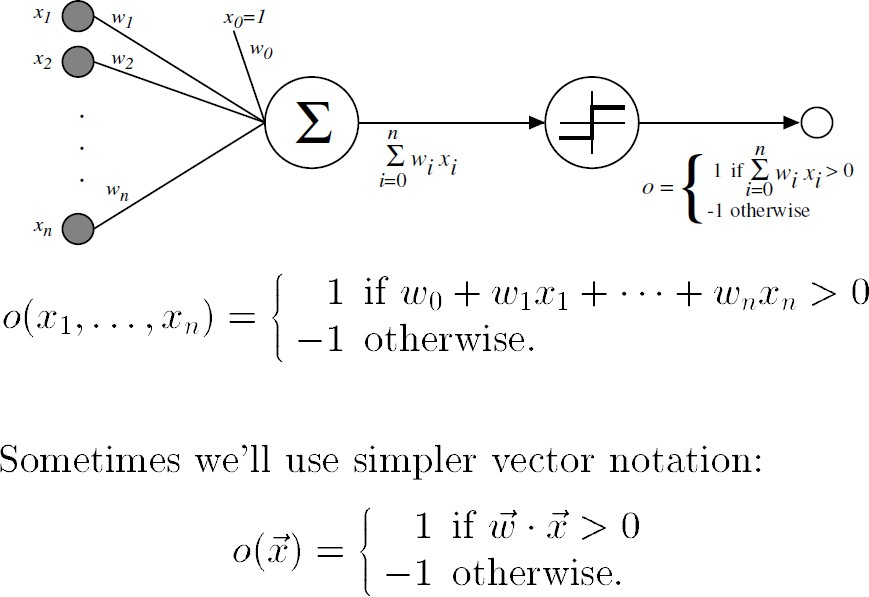 x1 w1 x0=1
x2 w2 w0
Σ
.
.
.
wn
xn
n
Σ wi xi
i=0
n
o = { 1 if Σ wi xi > 0
i=0
-1 otherwise
o(x1, . . . , xn) = { 1 if w0 + w1x1 + · · · + wnxn > 0
−1 otherwise.
Sometimes we'll use simpler vector notation:
o(x⃗) = { 1 if w⃗ · x⃗ > 0
−1 otherwise.